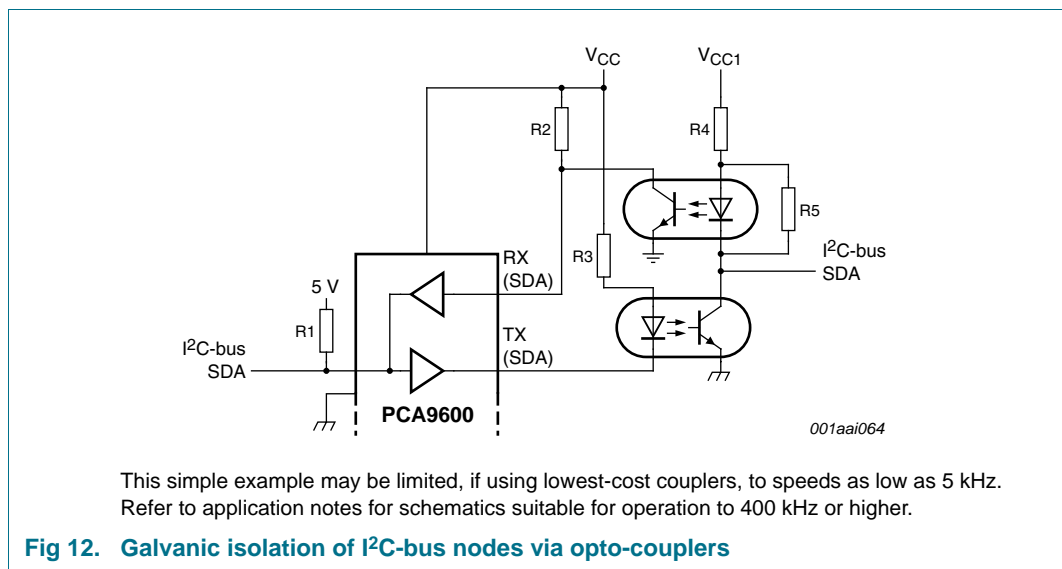 VCC
VCC1
R2
R4
R5
R3
I2C-bus
SDA
RX
(SDA)
5 V
R1
TX
(SDA)
I2C-bus
SDA
PCA9600
001aai064
This simple example may be limited, if using lowest-cost couplers, to speeds as low as 5 kHz.
Refer to application notes for schematics suitable for operation to 400 kHz or higher.
Fig 12. Galvanic isolation of I2C-bus nodes via opto-couplers